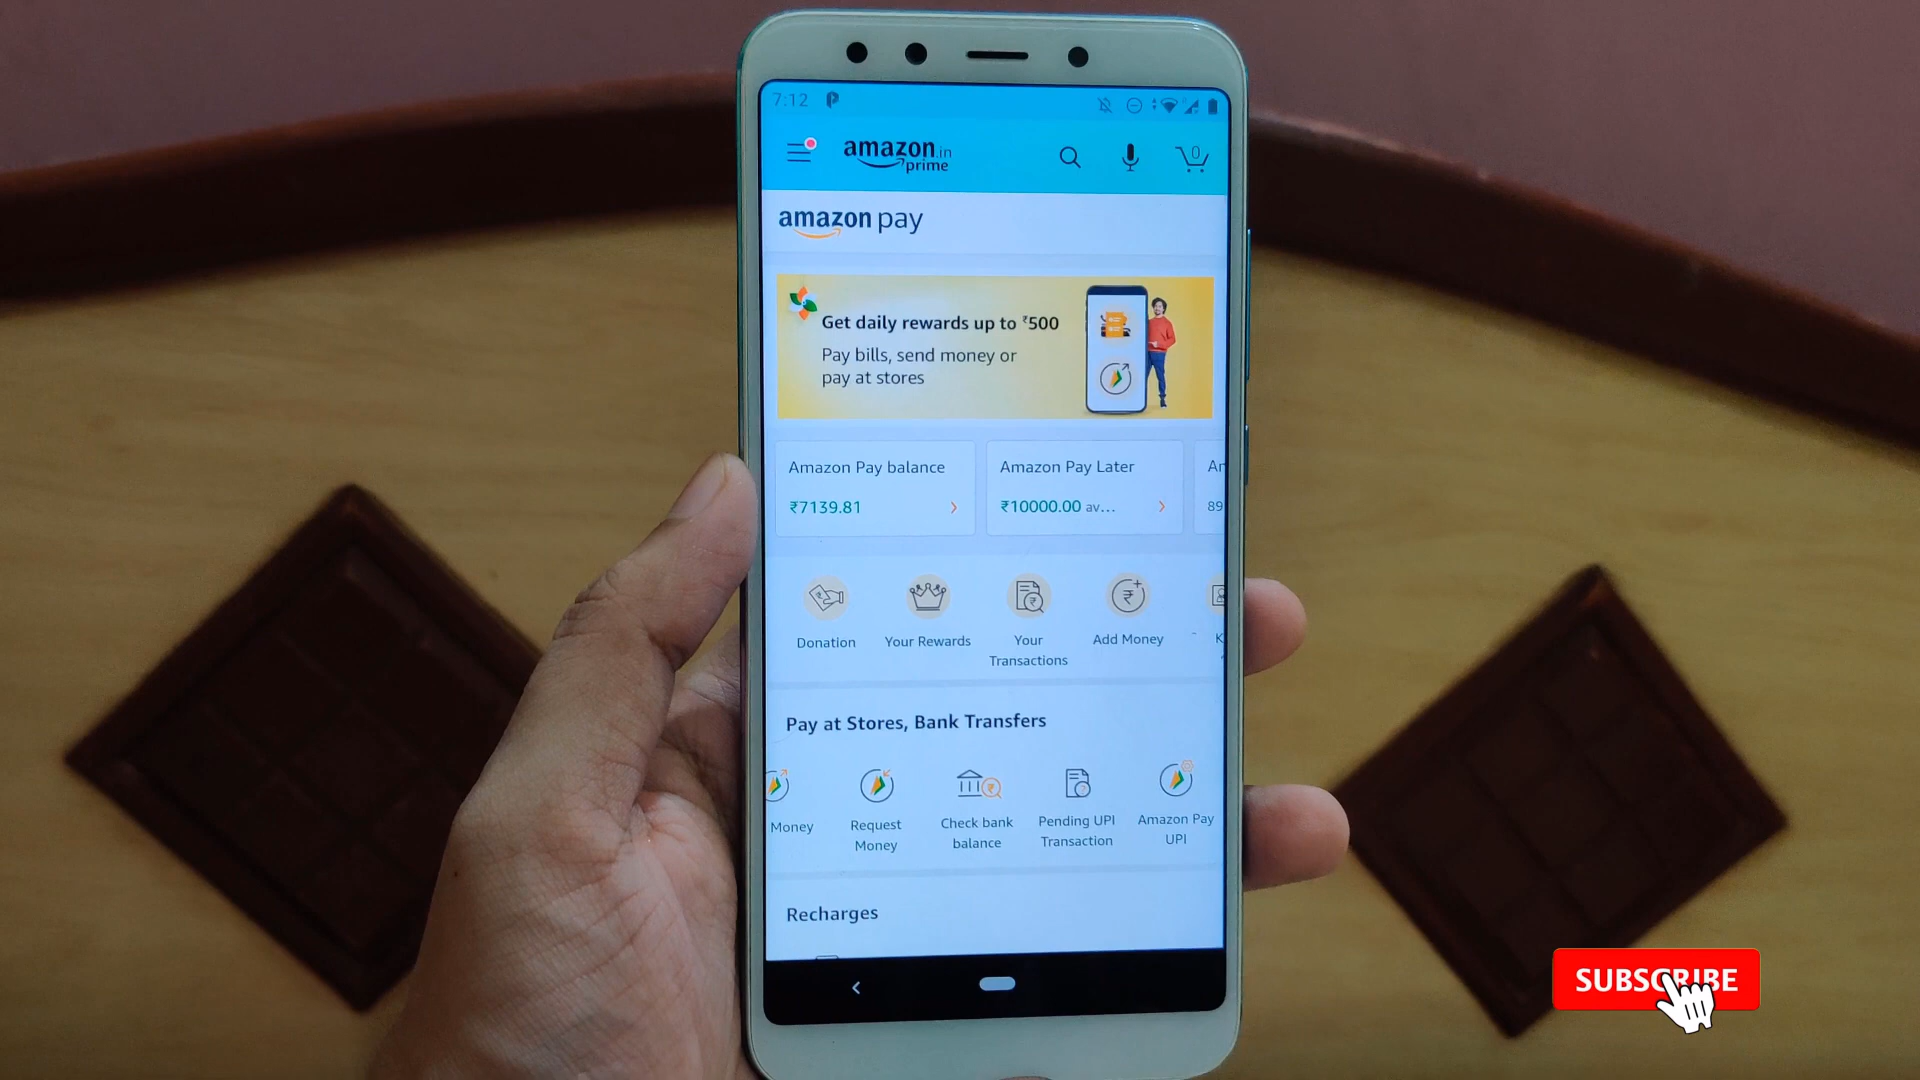 7:12
amazon.in
prime
0
amazon pay
Get daily rewards up to ₹500
Pay bills, send money or
pay at stores
Amazon Pay balance
₹7139.81
Amazon Pay Later
₹10000.00 av...
An
89
Donation
Your Rewards
Your
Transactions
Add Money
K
Pay at Stores, Bank Transfers
Money
Request
Money
Check bank
balance
Pending UPI
Transaction
Amazon Pay
UPI
Recharges
SUBSCRIBE